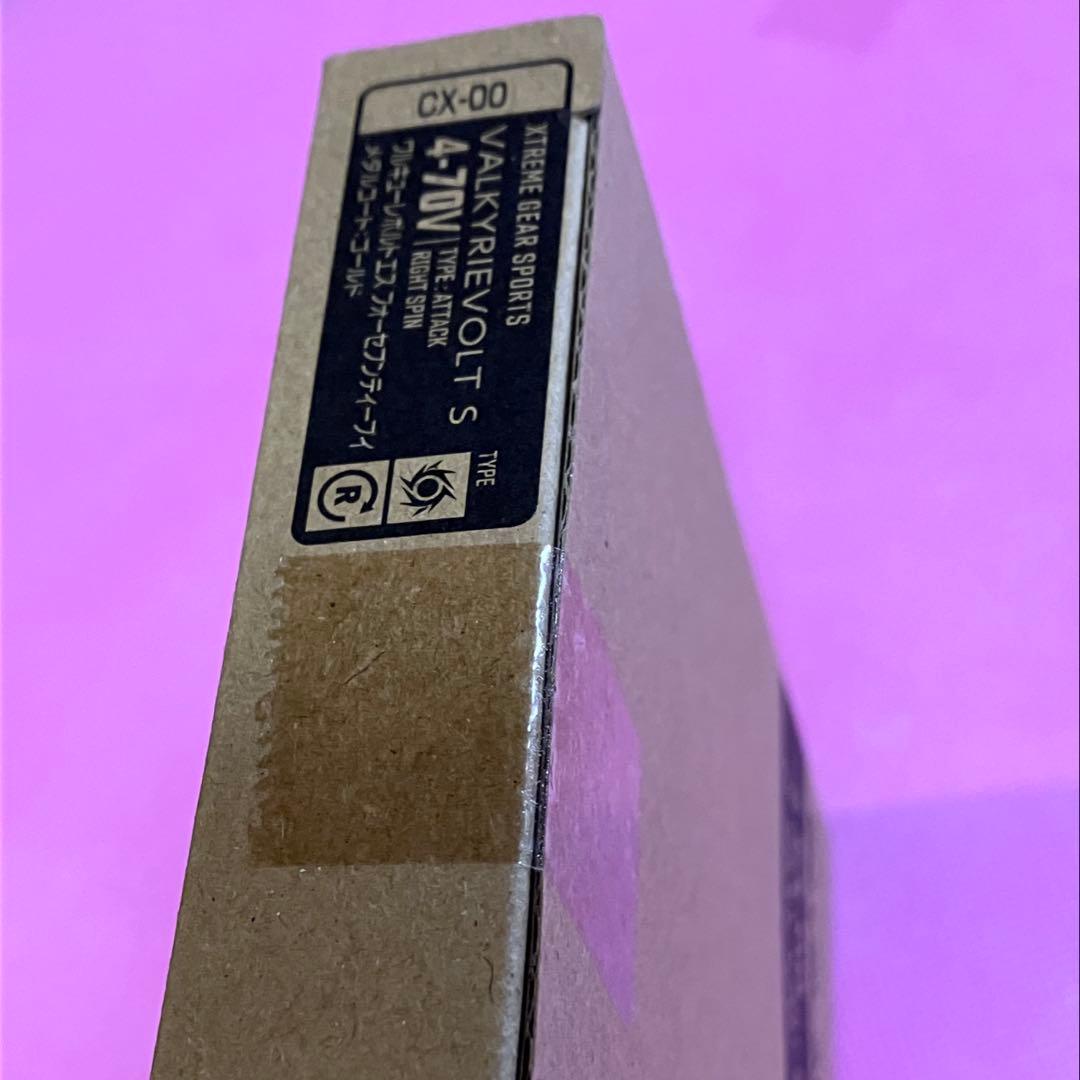 CX-00
XTREME GEAR SPORTS
VALKYRIEVOLT S
4-70V
TYPE : ATTACK
RIGHT SPIN
ワルキューレボルトエス フォーセブンティーブイ
メタルコート:ゴールド
TYPE
R